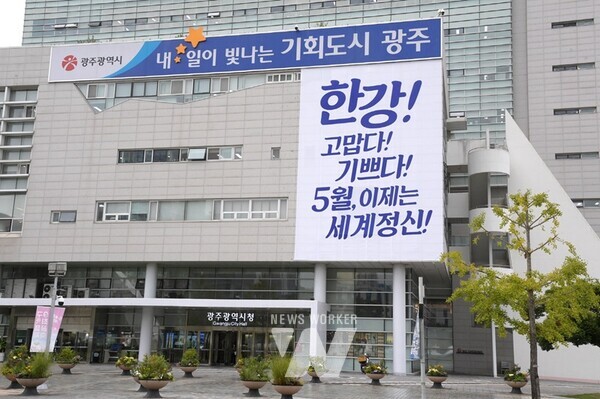 광주광역시
내☆일이 빛나는 기회도시 광주
한강!
고맙다!
기쁘다!
5월, 이제는
세계정신!
광주광역시청
Gwangju City Hall
NEWS WORKER
W